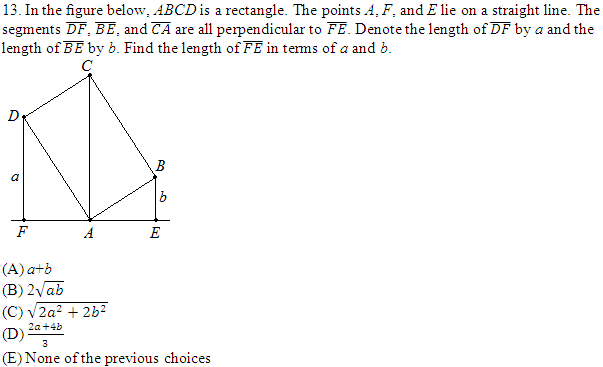 13. In the figure below, ABCD is a rectangle. The points A, F, and E lie on a straight line. The
segments $\overline{DF}$, $\overline{BE}$, and $\overline{CA}$ are all perpendicular to $\overline{FE}$. Denote the length of $\overline{DF}$ by a and the
length of $\overline{BE}$ by b. Find the length of $\overline{FE}$ in terms of a and b.
C
D
B
a
b
F A E
(A) a+b
(B) $2\sqrt{ab}$
(C) $\sqrt{2a^2 + 2b^2}$
(D) $\frac{2a+4b}{3}$
(E) None of the previous choices